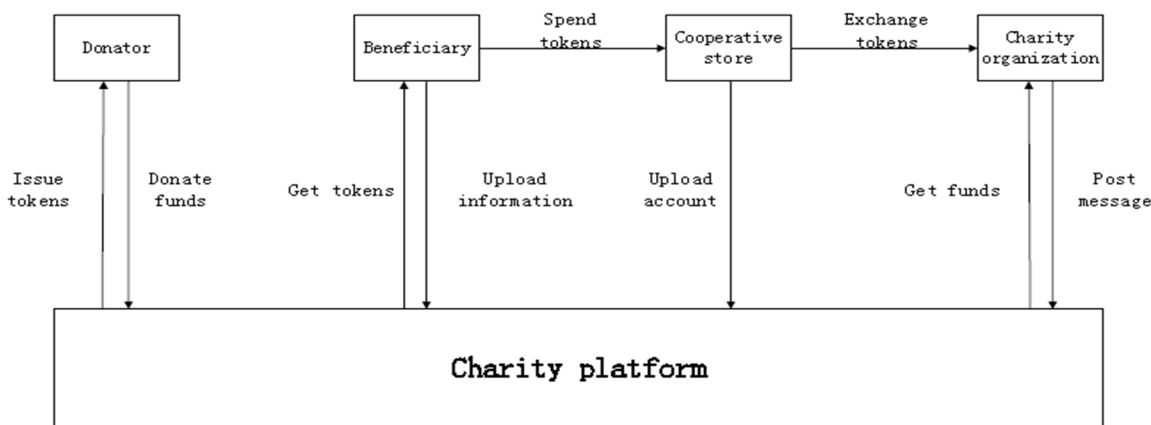 Donator
Beneficiary
Spend
tokens
Cooperative
store
Exchange
tokens
Charity
organization
Issue
tokens
Donate
funds
Get tokens
Upload
information
Upload
account
Get funds
Post
message
Charity platform